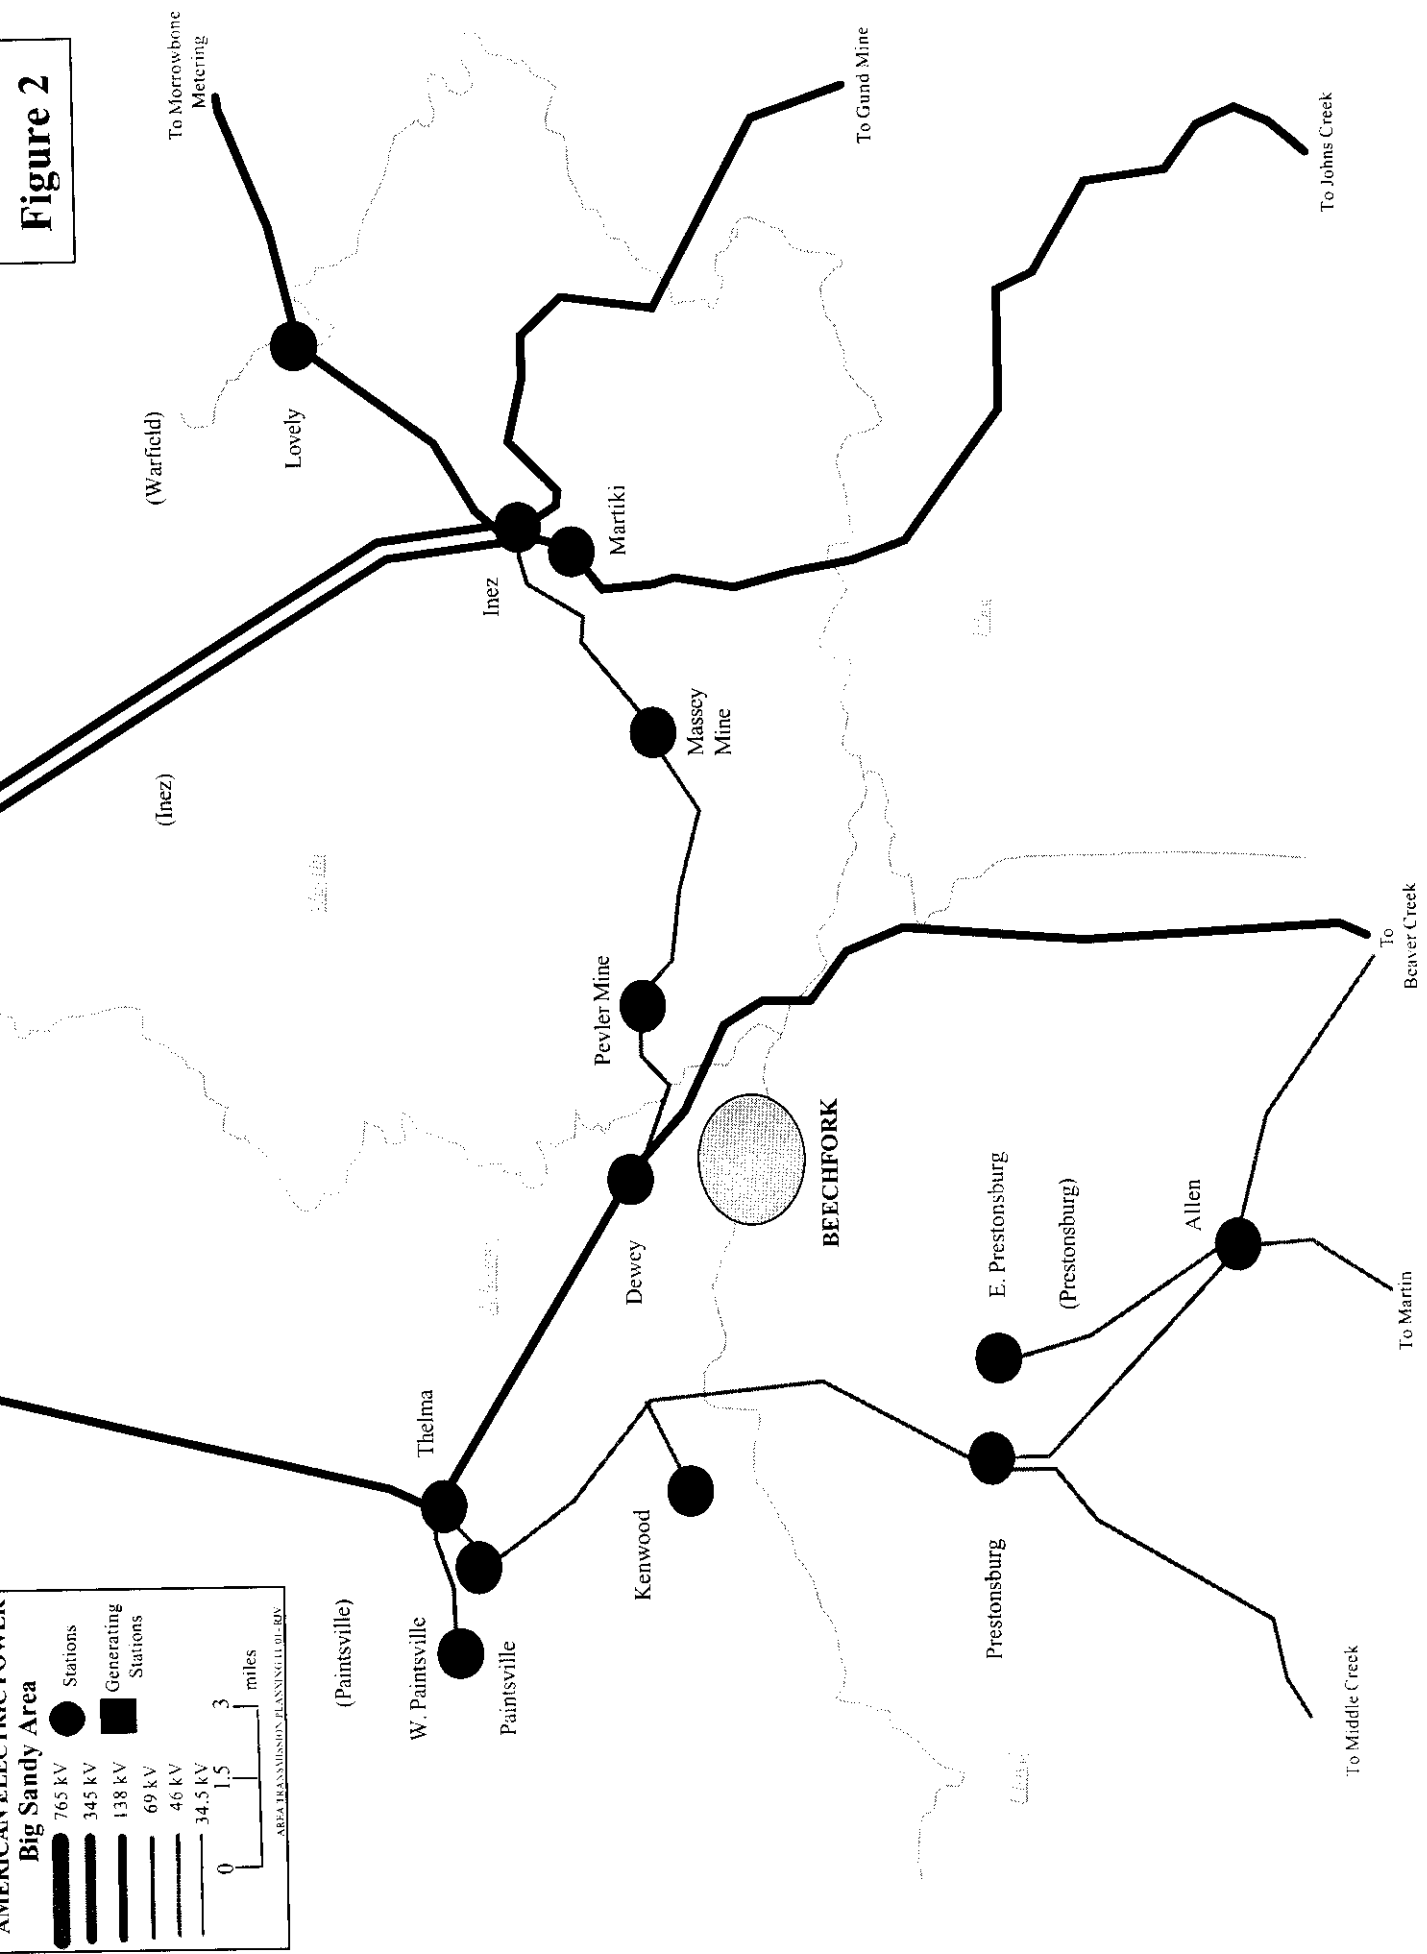 Figure 2
AMERICAN ELECTRIC POWER
Big Sandy Area
765 kV
345 kV
138 kV
69 kV
46 kV
34.5 kV
Stations
Generating
Stations
0
1.5
3
miles
AREA TRANSMISSION PLANNING
(Paintsville)
W. Paintsville
Paintsville
Thelma
Kenwood
Dewey
Prestonsburg
To Middle Creek
BEECHFORK
E. Prestonsburg
(Prestonsburg)
Allen
To Martin
Pevler Mine
To
Beaver Creek
(Inez)
Massey
Mine
Inez
Martiki
(Warfield)
Lovely
To Morrowbone
Metering
To Gund Mine
To Johns Creek